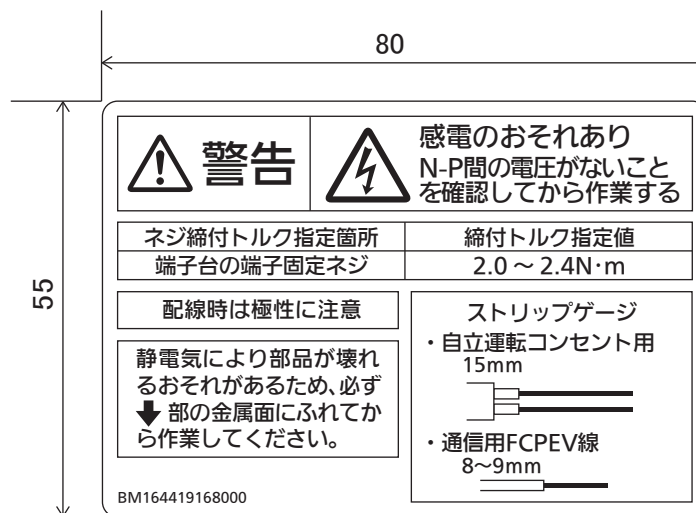 80
55
警告
感電のおそれあり
N-P間の電圧がないこと
を確認してから作業する
ネジ締付トルク指定箇所 締付トルク指定値
端子台の端子固定ネジ 2.0～2.4N·m
配線時は極性に注意
静電気により部品が壊れ
るおそれがあるため、必ず
部の金属面にふれてか
ら作業してください。
ストリップゲージ
・自立運転コンセント用
15mm
・通信用FCPEV線
8～9mm
BM164419168000